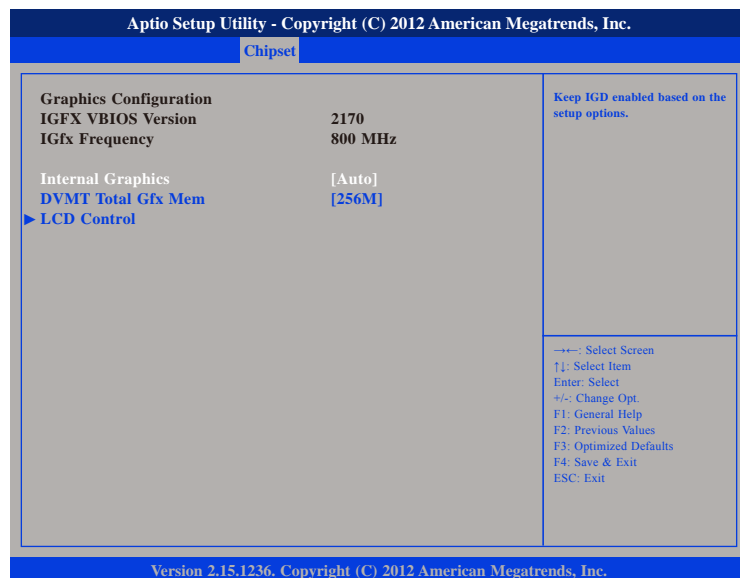 Aptio Setup Utility - Copyright (C) 2012 American Megatrends, Inc.
Chipset
Graphics Configuration
IGFX VBIOS Version 2170
IGfx Frequency 800 MHz
Internal Graphics [Auto]
DVMT Total Gfx Mem [256M]
▶ LCD Control
Keep IGD enabled based on the
setup options.
→←: Select Screen
↑↓: Select Item
Enter: Select
+/-: Change Opt.
F1: General Help
F2: Previous Values
F3: Optimized Defaults
F4: Save & Exit
ESC: Exit
Version 2.15.1236. Copyright (C) 2012 American Megatrends, Inc.